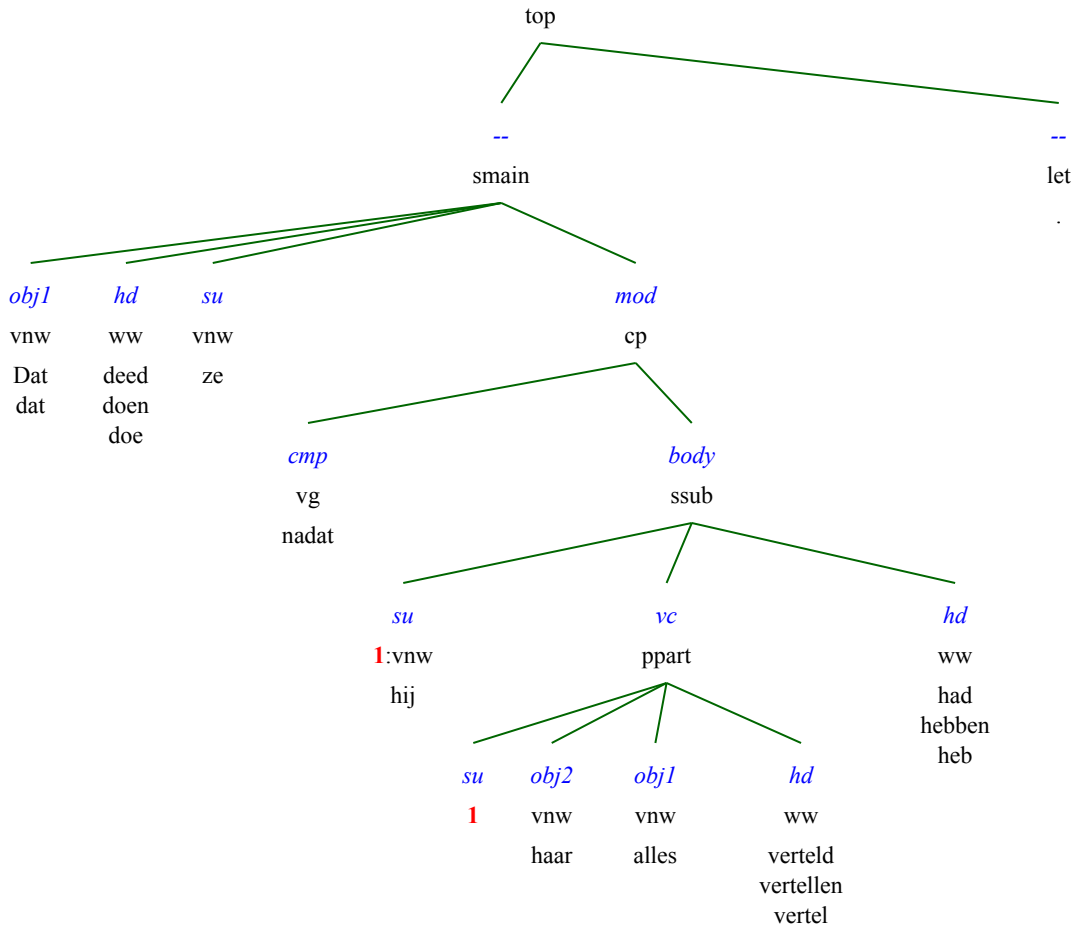 top
-- --
smain let
.
obj1 hd su mod
vnw ww vnw cp
Dat deed ze
dat doen
doe
cmp body
vg ssub
nadat
su vc hd
1:vnw ppart ww
hij had
hebben
heb
su obj2 obj1 hd
1 vnw vnw ww
haar alles verteld
vertellen
vertel